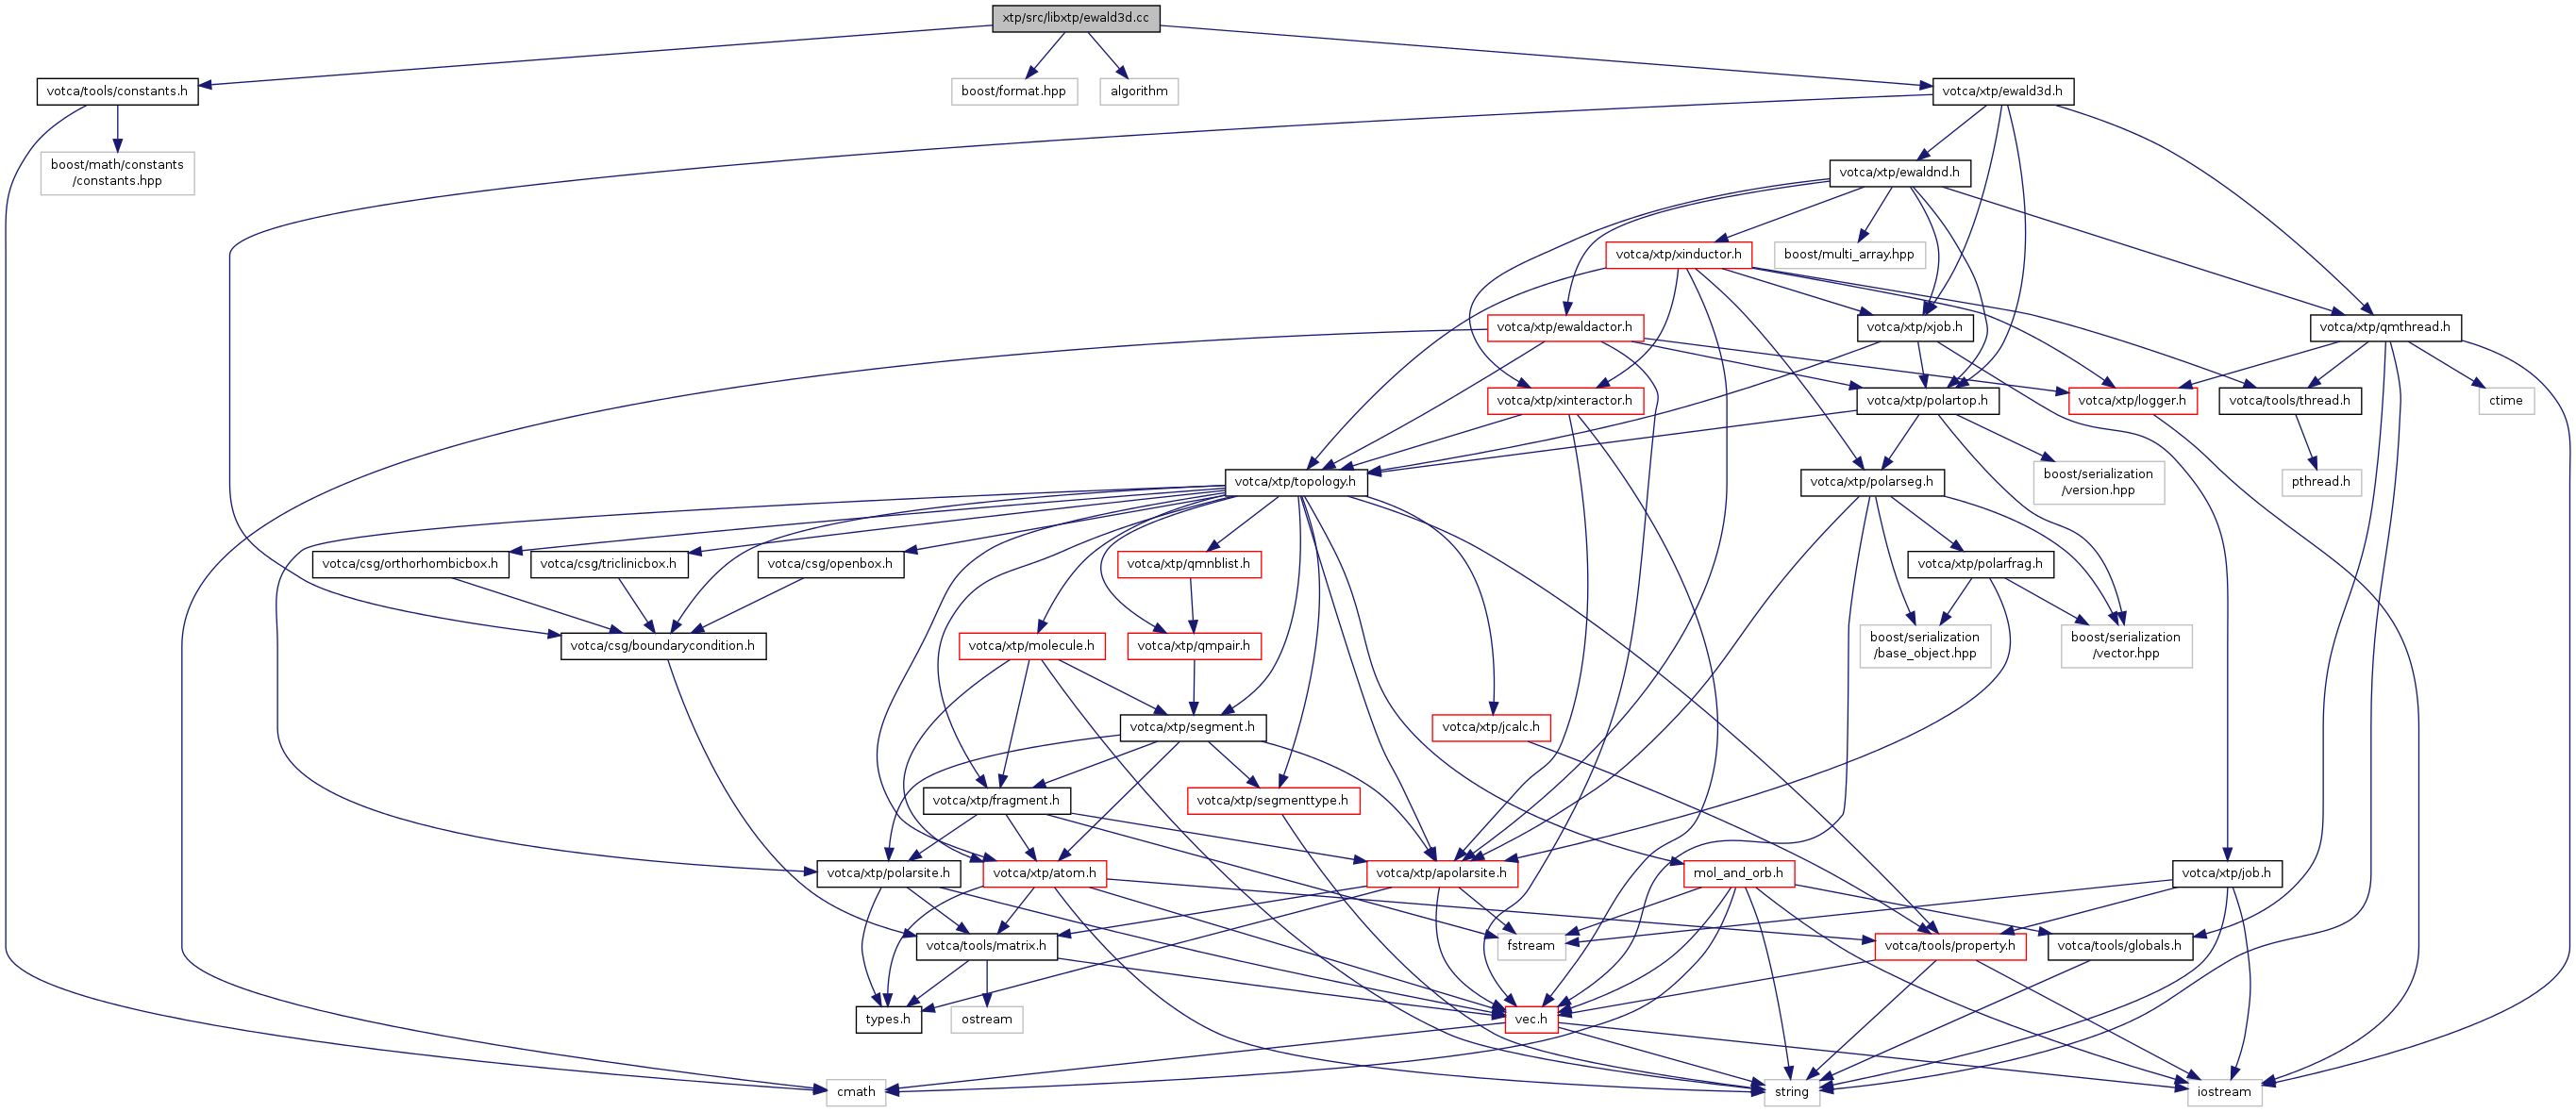 xtp/src/libxtp/ewald3d.cc
votca/tools/constants.h
boost/format.hpp
algorithm
votca/xtp/ewald3d.h
boost/math/constants
/constants.hpp
votca/xtp/ewaldnd.h
votca/xtp/xinductor.h
boost/multi_array.hpp
votca/xtp/ewaldactor.h
votca/xtp/xjob.h
votca/xtp/qmthread.h
votca/xtp/xinteractor.h
votca/xtp/polartop.h
votca/xtp/logger.h
votca/tools/thread.h
ctime
votca/xtp/topology.h
votca/xtp/polarseg.h
boost/serialization
/version.hpp
pthread.h
votca/csg/orthorhombicbox.h
votca/csg/triclinicbox.h
votca/csg/openbox.h
votca/xtp/qmnblist.h
votca/xtp/polarfrag.h
votca/csg/boundarycondition.h
votca/xtp/molecule.h
votca/xtp/qmpair.h
boost/serialization
/base_object.hpp
boost/serialization
/vector.hpp
votca/xtp/segment.h
votca/xtp/jcalc.h
votca/xtp/fragment.h
votca/xtp/segmenttype.h
votca/xtp/polarsite.h
votca/xtp/atom.h
votca/xtp/apolarsite.h
mol_and_orb.h
votca/xtp/job.h
votca/tools/matrix.h
fstream
votca/tools/property.h
votca/tools/globals.h
types.h
ostream
vec.h
cmath
string
iostream